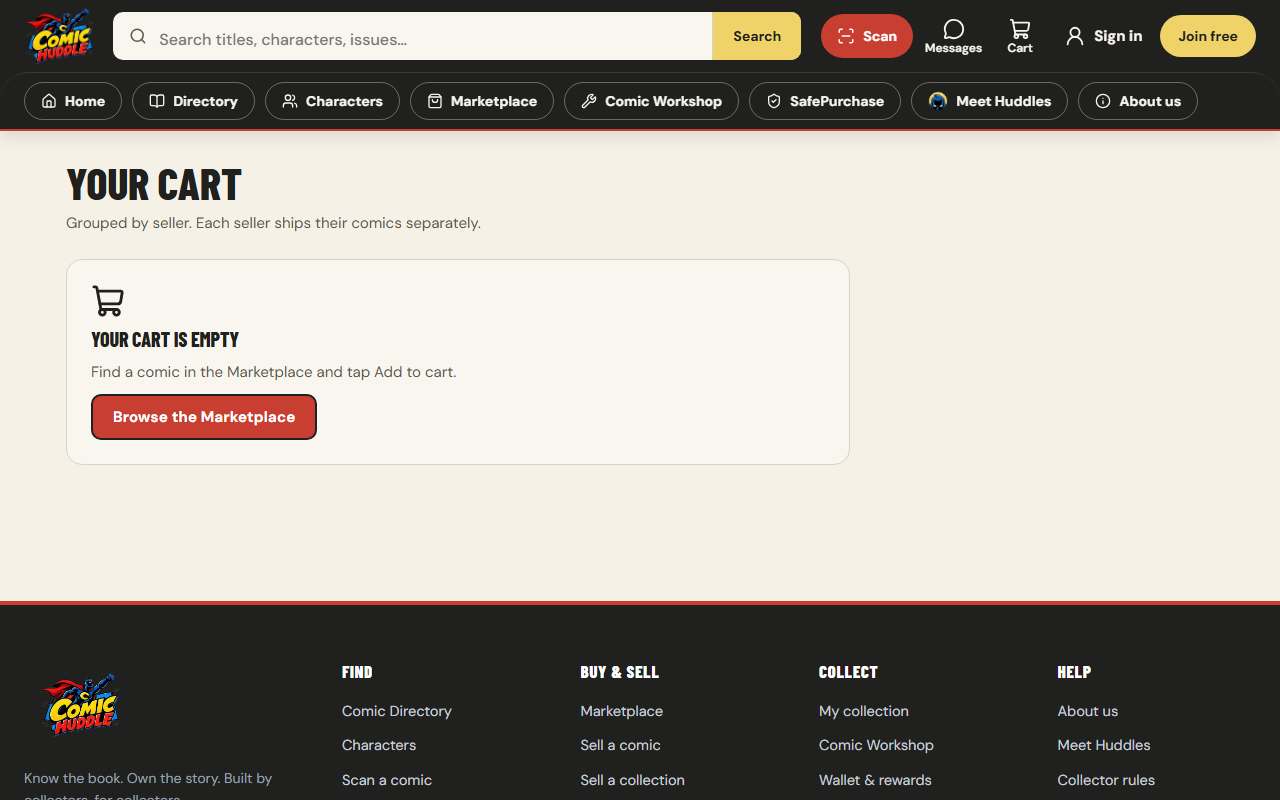 COMIC HUDDLE
Search titles, characters, issues...
Search
Scan
Messages
Cart
Sign in
Join free
Home
Directory
Characters
Marketplace
Comic Workshop
SafePurchase
Meet Huddles
About us
YOUR CART
Grouped by seller. Each seller ships their comics separately.
YOUR CART IS EMPTY
Find a comic in the Marketplace and tap Add to cart.
Browse the Marketplace
COMIC HUDDLE
Know the book. Own the story. Built by
collectors, for collectors.
FIND
Comic Directory
Characters
Scan a comic
BUY & SELL
Marketplace
Sell a comic
Sell a collection
COLLECT
My collection
Comic Workshop
Wallet & rewards
HELP
About us
Meet Huddles
Collector rules